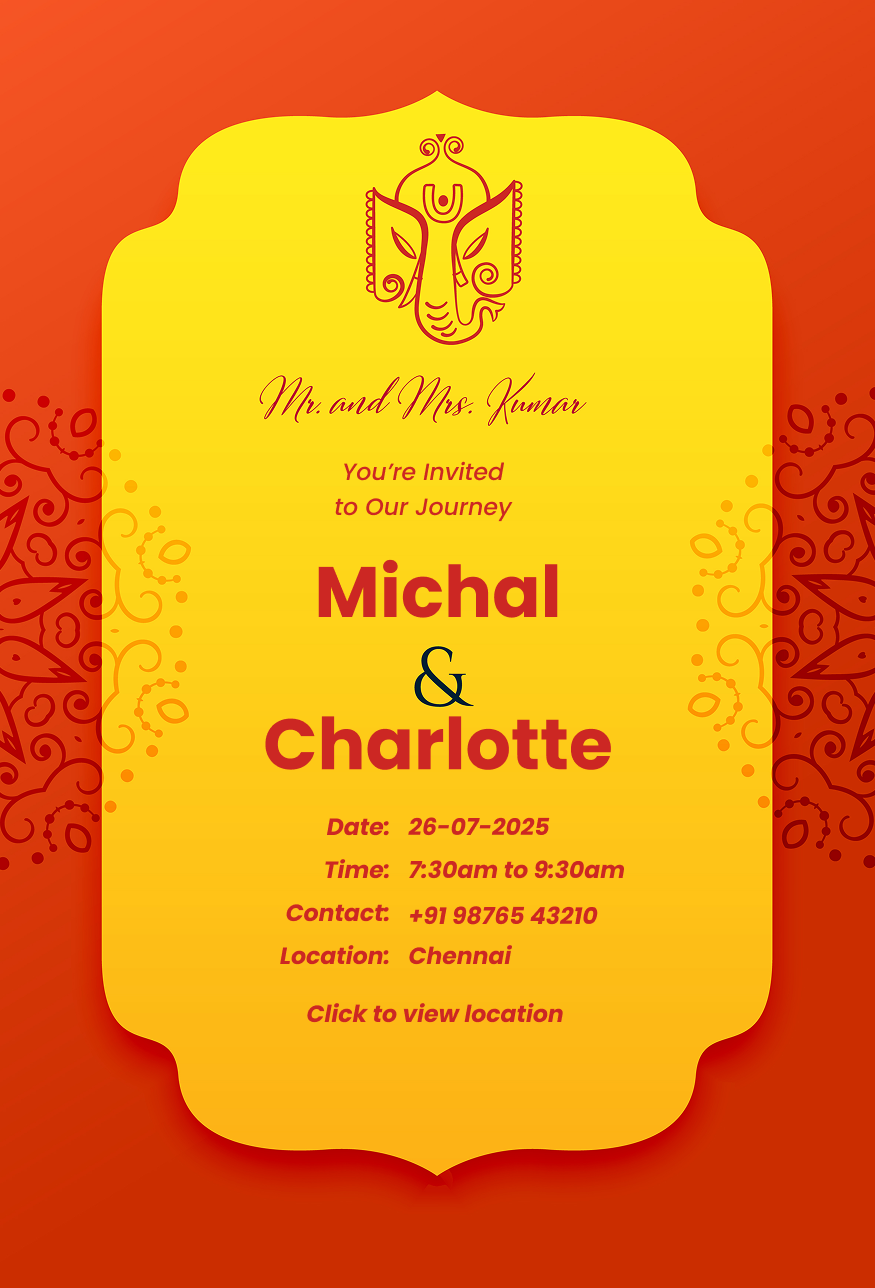 Mr. and Mrs. Kumar
You're Invited
to Our Journey
Michal
&
Charlotte
Date: 26-07-2025
Time: 7:30am to 9:30am
Contact: +91 98765 43210
Location: Chennai
Click to view location